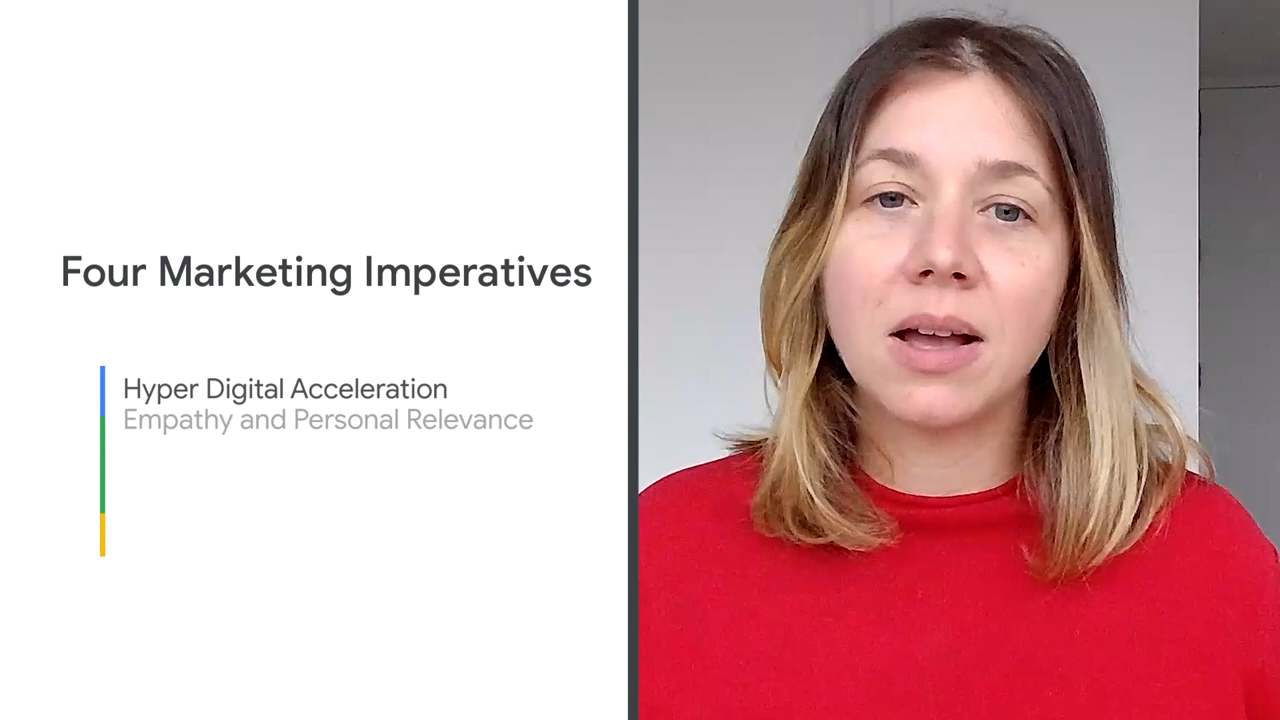 Four Marketing Imperatives
Hyper Digital Acceleration
Empathy and Personal Relevance